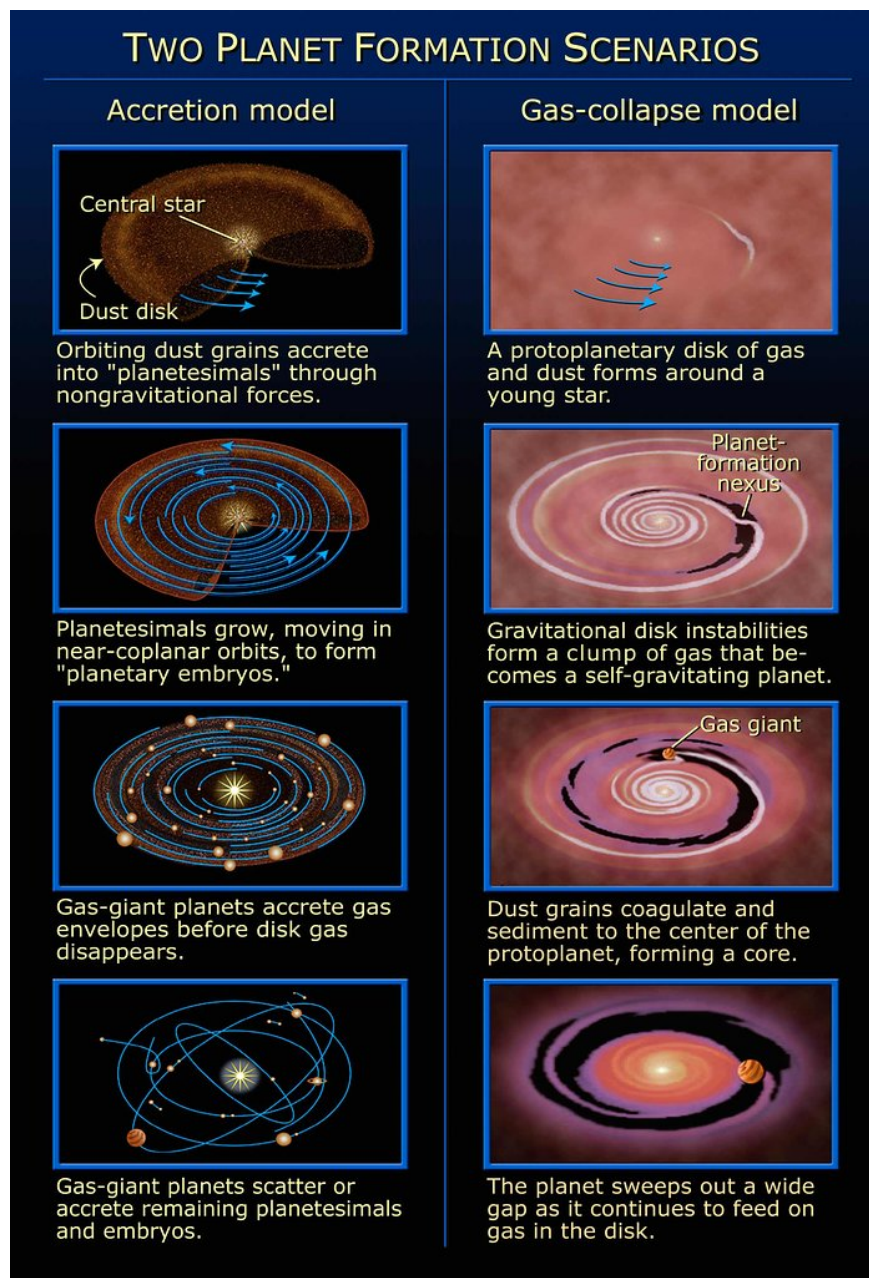 TWO PLANET FORMATION SCENARIOS
Accretion model
Central star
Dust disk
Orbiting dust grains accrete
into "planetesimals" through
nongravitational forces.
Planetesimals grow, moving in
near-coplanar orbits, to form
"planetary embryos."
Gas-giant planets accrete gas
envelopes before disk gas
disappears.
Gas-giant planets scatter or
accrete remaining planetesimals
and embryos.
Gas-collapse model
A protoplanetary disk of gas
and dust forms around a
young star.
Planet-
formation
nexus
Gravitational disk instabilities
form a clump of gas that be-
comes a self-gravitating planet.
Gas giant
Dust grains coagulate and
sediment to the center of the
protoplanet, forming a core.
The planet sweeps out a wide
gap as it continues to feed on
gas in the disk.